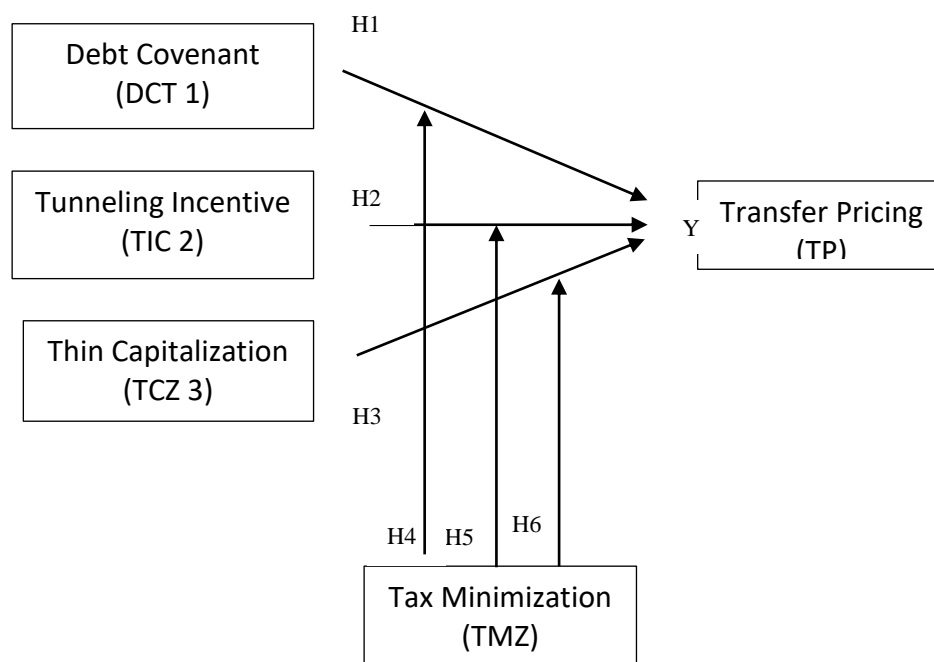 H1
Debt Covenant
(DCT 1)
H2
Tunneling Incentive
(TIC 2)
Y
Transfer Pricing
(TP)
Thin Capitalization
(TCZ 3)
H3
H4
H5
H6
Tax Minimization
(TMZ)